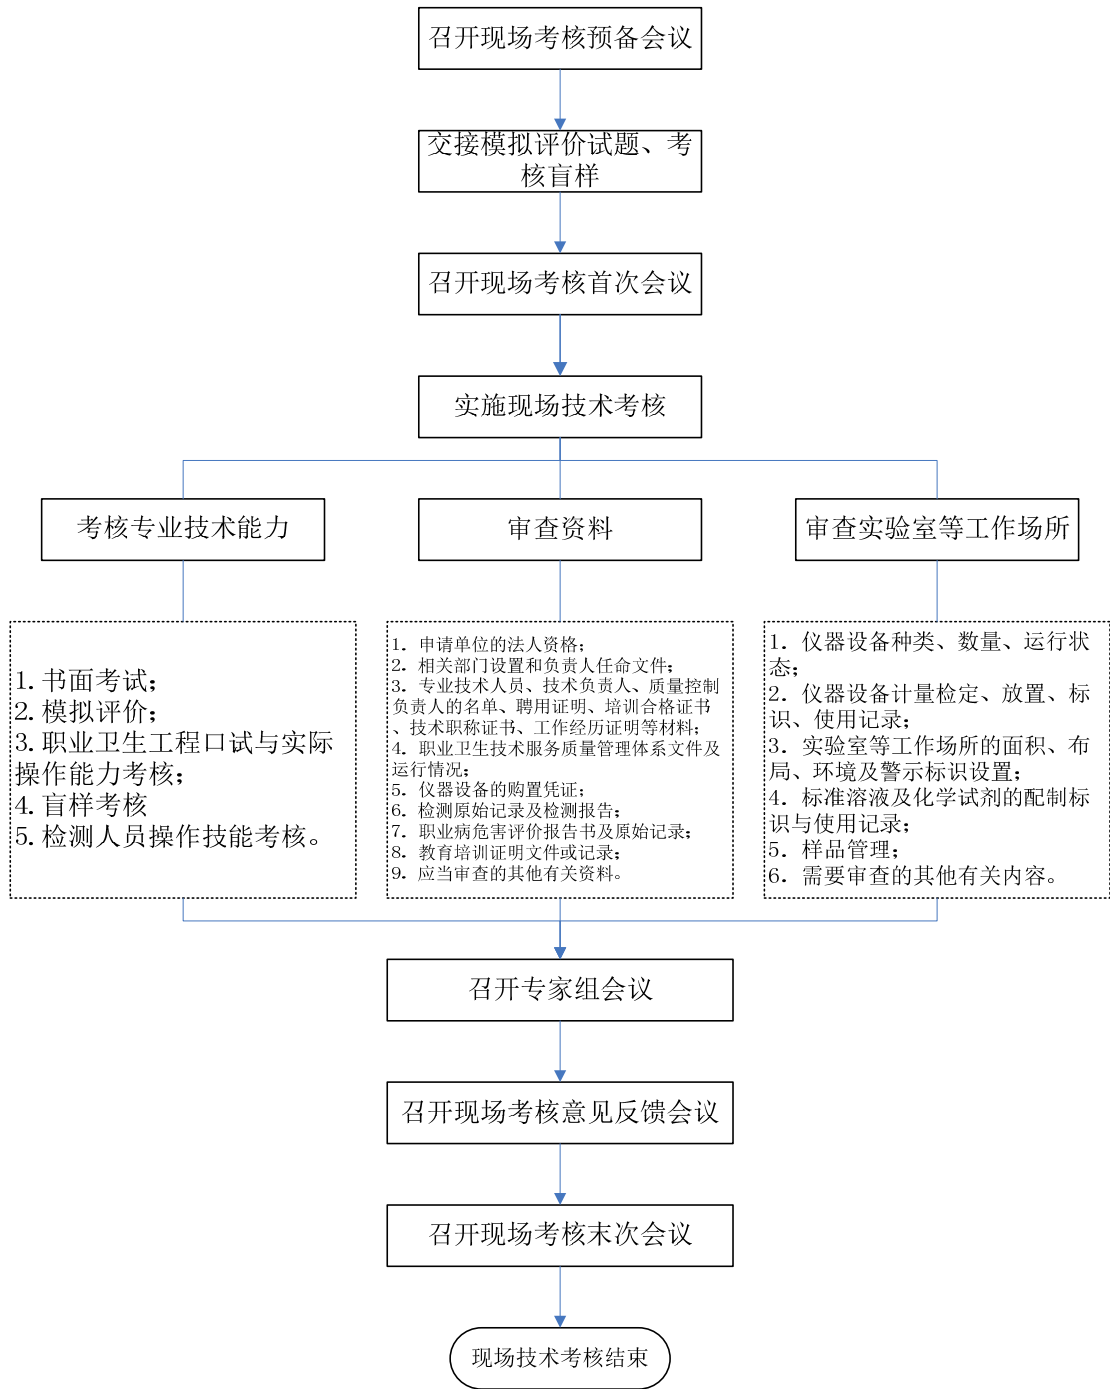 召开现场考核预备会议
交接模拟评价试题、考
核盲样
召开现场考核首次会议
实施现场技术考核
考核专业技术能力
审查资料
审查实验室等工作场所
1.书面考试；
2.模拟评价；
3.职业卫生工程口试与实际
操作能力考核；
4.盲样考核
5.检测人员操作技能考核。
1．申请单位的法人资格；
2．相关部门设置和负责人任命文件；
3．专业技术人员、技术负责人、质量控制
负责人的名单、聘用证明、培训合格证书
、技术职称证书、工作经历证明等材料；
4．职业卫生技术服务质量管理体系文件及
运行情况；
5．仪器设备的购置凭证；
6．检测原始记录及检测报告；
7．职业病危害评价报告书及原始记录；
8．教育培训证明文件或记录；
9．应当审查的其他有关资料。
1．仪器设备种类、数量、运行状
态；
2．仪器设备计量检定、放置、标
识、使用记录；
3．实验室等工作场所的面积、布
局、环境及警示标识设置；
4．标准溶液及化学试剂的配制标
识与使用记录；
5．样品管理；
6．需要审查的其他有关内容。
召开专家组会议
召开现场考核意见反馈会议
召开现场考核末次会议
现场技术考核结束